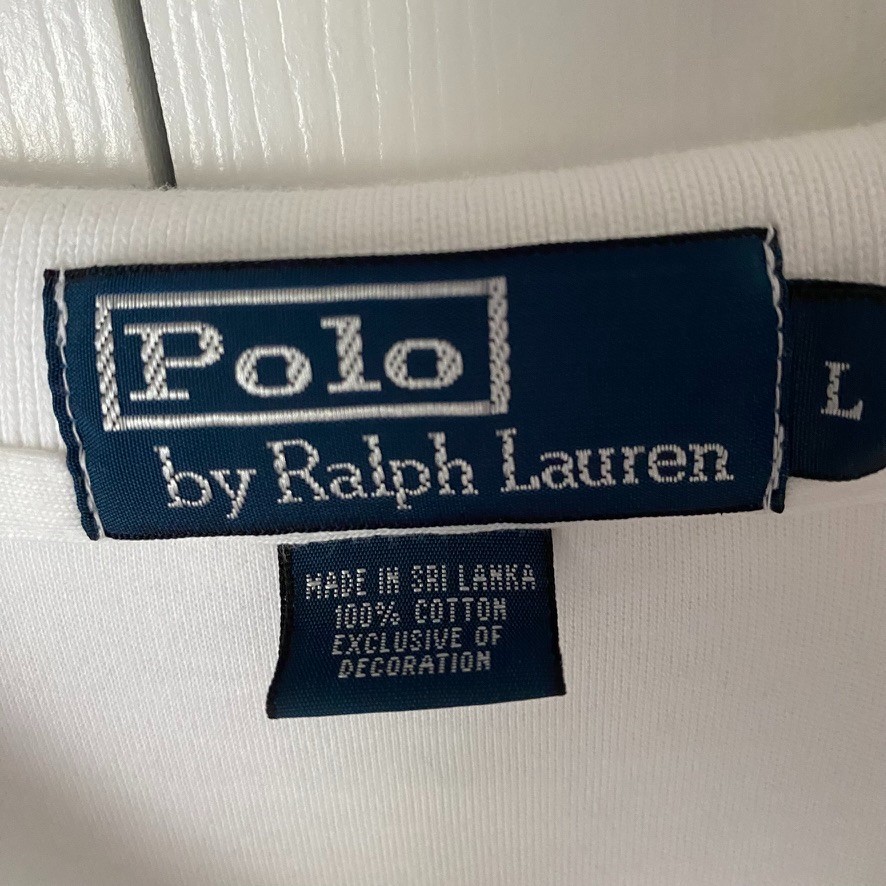 Polo
by Ralph Lauren
L
MADE IN SRI LANKA
100% COTTON
EXCLUSIVE OF
DECORATION